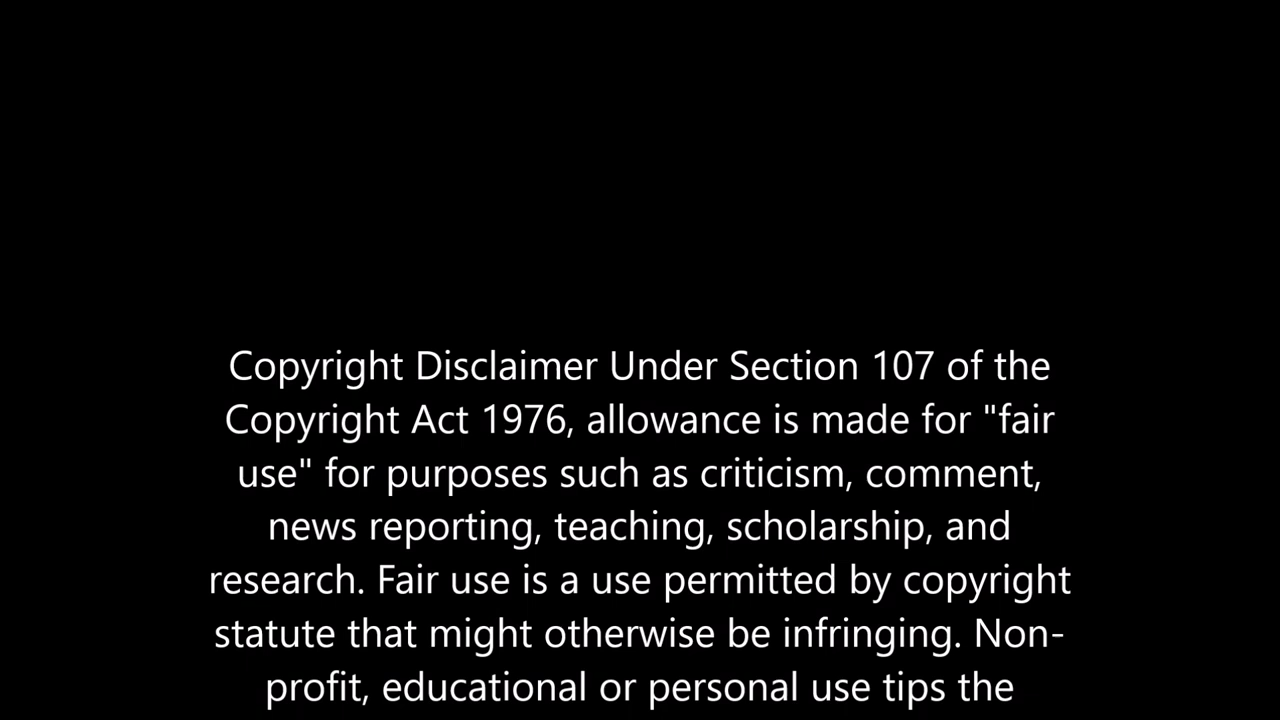 Copyright Disclaimer Under Section 107 of the
Copyright Act 1976, allowance is made for "fair
use" for purposes such as criticism, comment,
news reporting, teaching, scholarship, and
research. Fair use is a use permitted by copyright
statute that might otherwise be infringing. Non-
profit, educational or personal use tips the